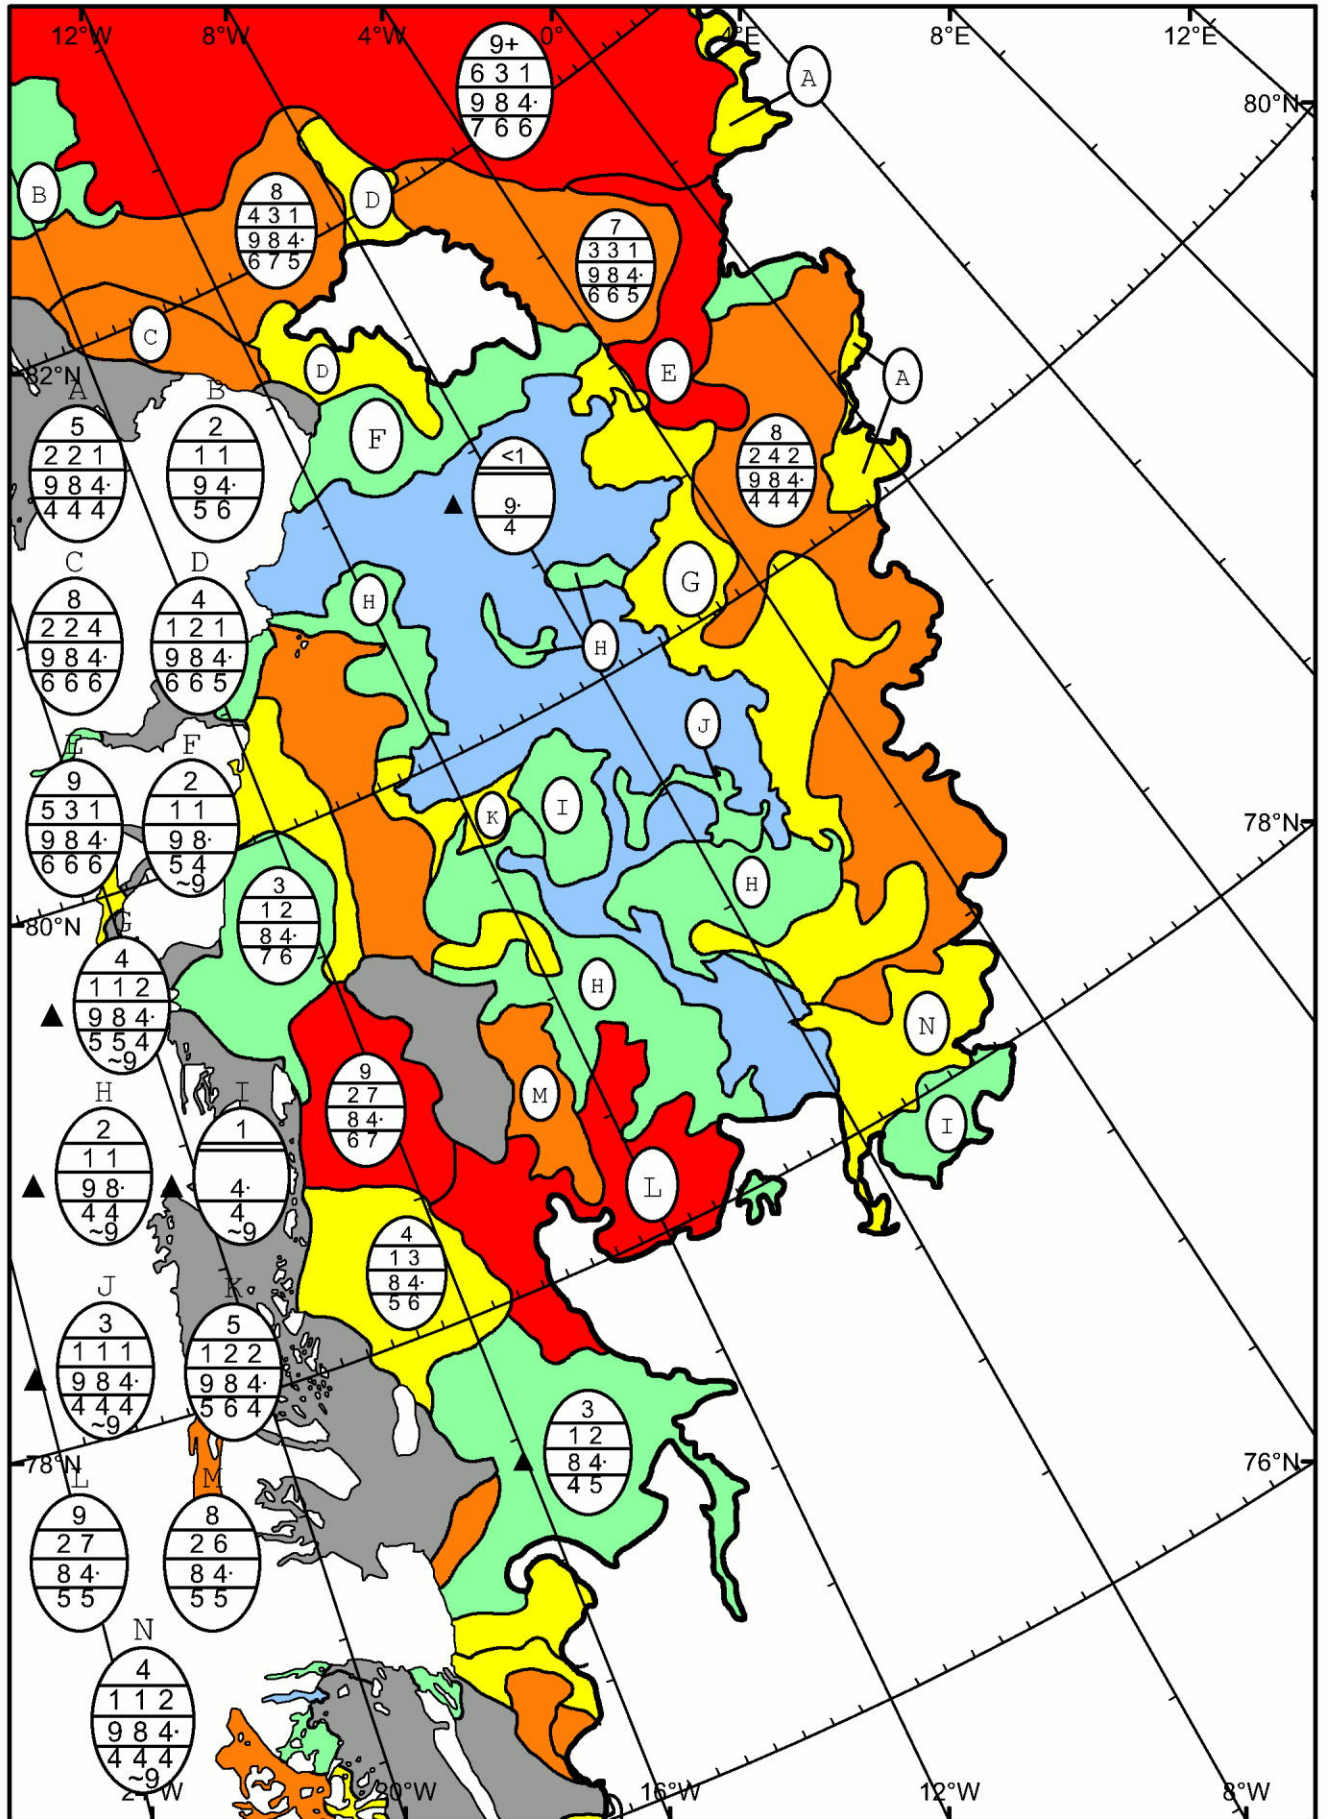 12°W 8°W 4°W 0° 4°E 8°E 12°E
9+
6 3 1
9 8 4·
7 6 6
A
80°N
B
D
8
4 3 1
9 8 4·
6 7 5
7
3 3 1
9 8 4·
6 6 5
C
D
E
A
82°N
F
A
5
2 2 1
9 8 4·
4 4 4
B
2
1 1
9 4·
5 6
<1
9·
4
8
2 4 2
9 8 4·
4 4 4
C
8
2 2 4
9 8 4·
6 6 6
D
4
1 2 1
9 8 4·
6 6 5
H
G
H
J
E
9
5 3 1
9 8 4·
6 6 6
F
2
1 1
9 8·
5 4
~9
K
I
78°N
H
3
1 2
8 4·
7 6
80°N
G
4
1 1 2
9 8 4·
5 5 4
~9
H
N
9
2 7
8 4·
6 7
M
I
H
2
1 1
9 8·
4 4
~9
I
1
4·
4
~9
L
4
1 3
8 4·
5 6
J
3
1 1 1
9 8 4·
4 4 4
~9
K
5
1 2 2
9 8 4·
5 6 4
3
1 2
8 4·
4 5
78°N
76°N
L
9
2 7
8 4·
5 5
M
8
2 6
8 4·
5 5
N
4
1 1 2
9 8 4·
4 4 4
~9
20°W 16°W 12°W 8°W